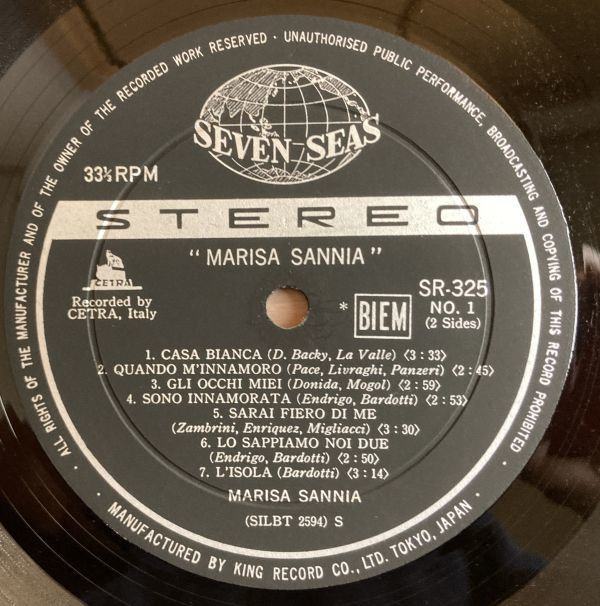 ALL RIGHTS OF THE MANUFACTURER AND OF THE OWNER OF THE RECORDED WORK RESERVED · UNAUTHORISED PUBLIC PERFORMANCE, BROADCASTING AND COPYING OF THIS RECORD PROHIBITED ·
SEVEN SEAS
33⅓ RPM
STEREO
"MARISA SANNIA"
CETRA
Recorded by
CETRA, Italy
* BIEM
SR-325
NO. 1
(2 Sides)
1. CASA BIANCA (D. Backy, La Valle) ⟨3:33⟩
2. QUANDO M'INNAMORO (Pace, Livraghi, Panzeri) ⟨2:45⟩
3. GLI OCCHI MIEI (Donida, Mogol) ⟨2:59⟩
4. SONO INNAMORATA (Endrigo, Bardotti) ⟨2:53⟩
5. SARAI FIERO DI ME
(Zambrini, Enriquez, Migliacci) ⟨3:30⟩
6. LO SAPPIAMO NOI DUE
(Endrigo, Bardotti) ⟨2:50⟩
7. L'ISOLA (Bardotti) ⟨3:14⟩
MARISA SANNIA
(SILBT 2594) S
· MANUFACTURED BY KING RECORD CO., LTD. TOKYO, JAPAN ·